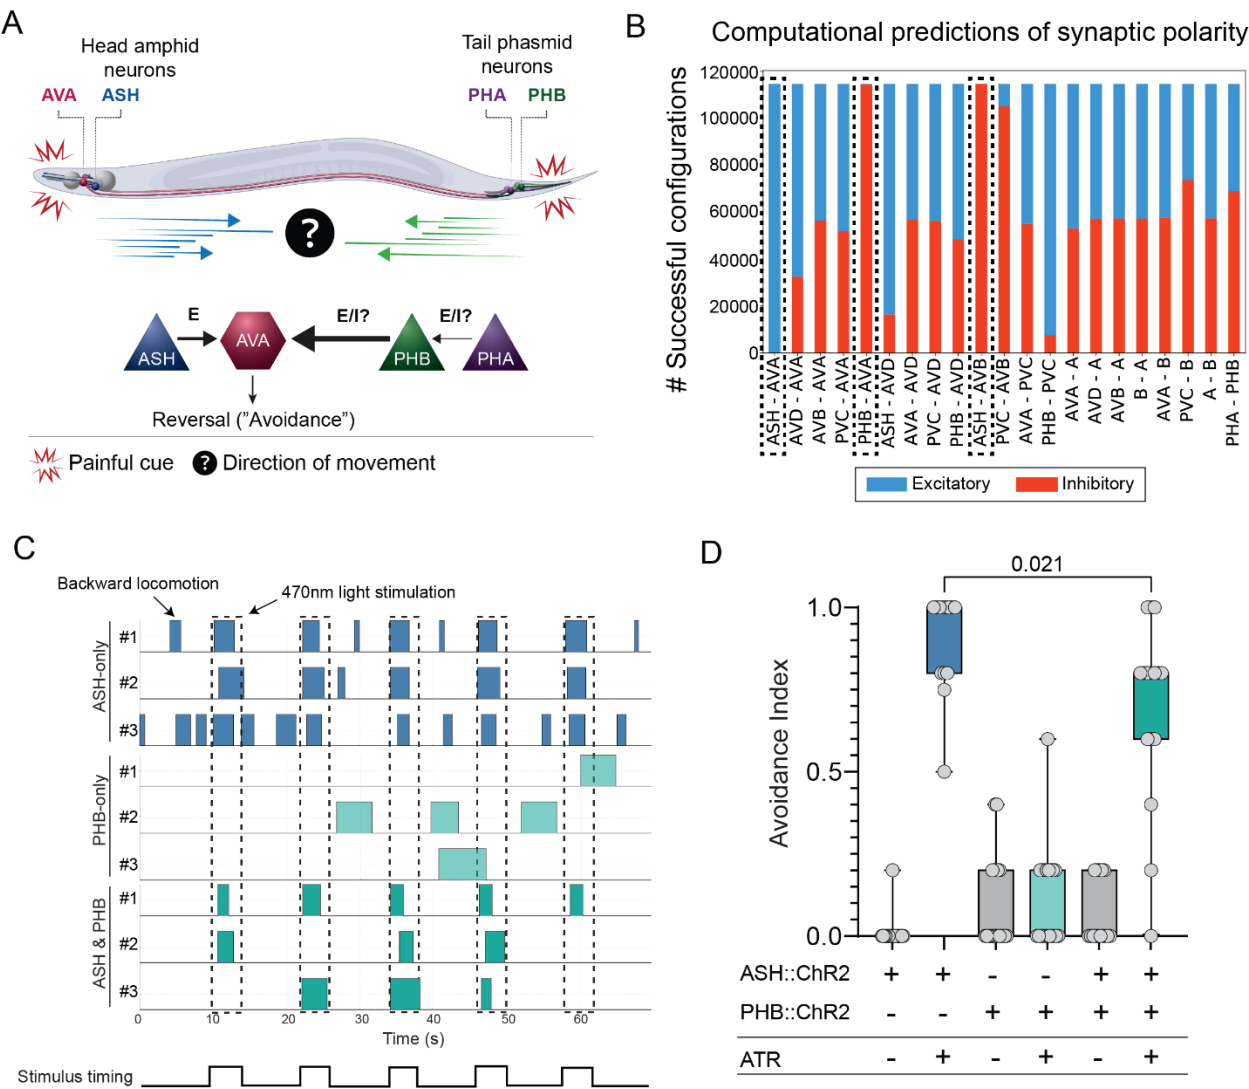 A
Head amphid
neurons
AVA ASH
Tail phasmid
neurons
PHA PHB
?
E
E/I?
E/I?
ASH
AVA
PHB
PHA
Reversal ("Avoidance")
Painful cue
? Direction of movement
B
Computational predictions of synaptic polarity
# Successful configurations
120000
100000
80000
60000
40000
20000
0
ASH - AVA
AVD - AVA
AVB - AVA
PVC - AVA
PHB - AVA
ASH - AVD
AVA - AVD
PVC - AVD
PHB - AVD
ASH - AVB
PVC - AVB
AVA - PVC
PHB - PVC
AVA - A
AVD - A
AVB - A
B - A
AVA - B
PVC - B
A - B
PHA - PHB
Excitatory
Inhibitory
C
Backward locomotion
470nm light stimulation
ASH-only
#1
#2
#3
PHB-only
#1
#2
#3
ASH & PHB
#1
#2
#3
0 10 20 30 40 50 60
Time (s)
Stimulus timing
D
0.021
Avoidance Index
1.0
0.5
0.0
ASH::ChR2 + + - - + +
PHB::ChR2 - - + + + +
ATR - + - + - +